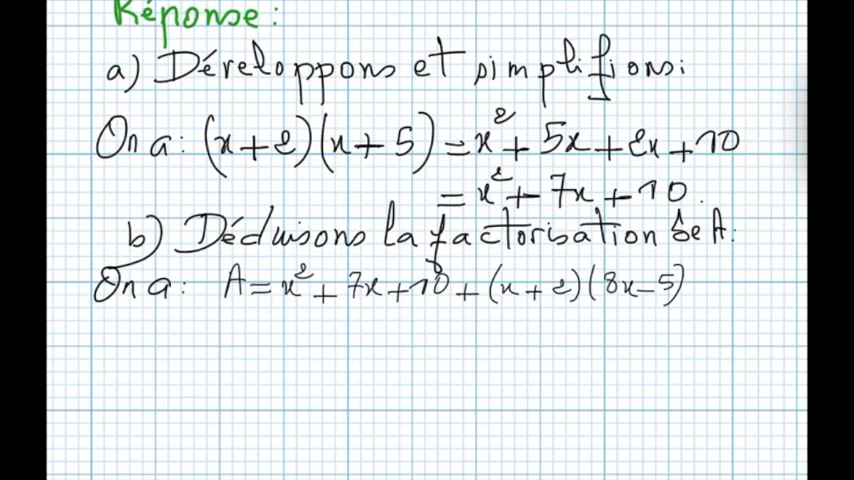 Réponse :
a) Développons et simplifions:
On a : (x+2)(x+5) = x² + 5x + 2x + 10
= x² + 7x + 10.
b) Déduisons la factorisation de A:
On a : A = x² + 7x + 10 + (x+2)(8x-5)